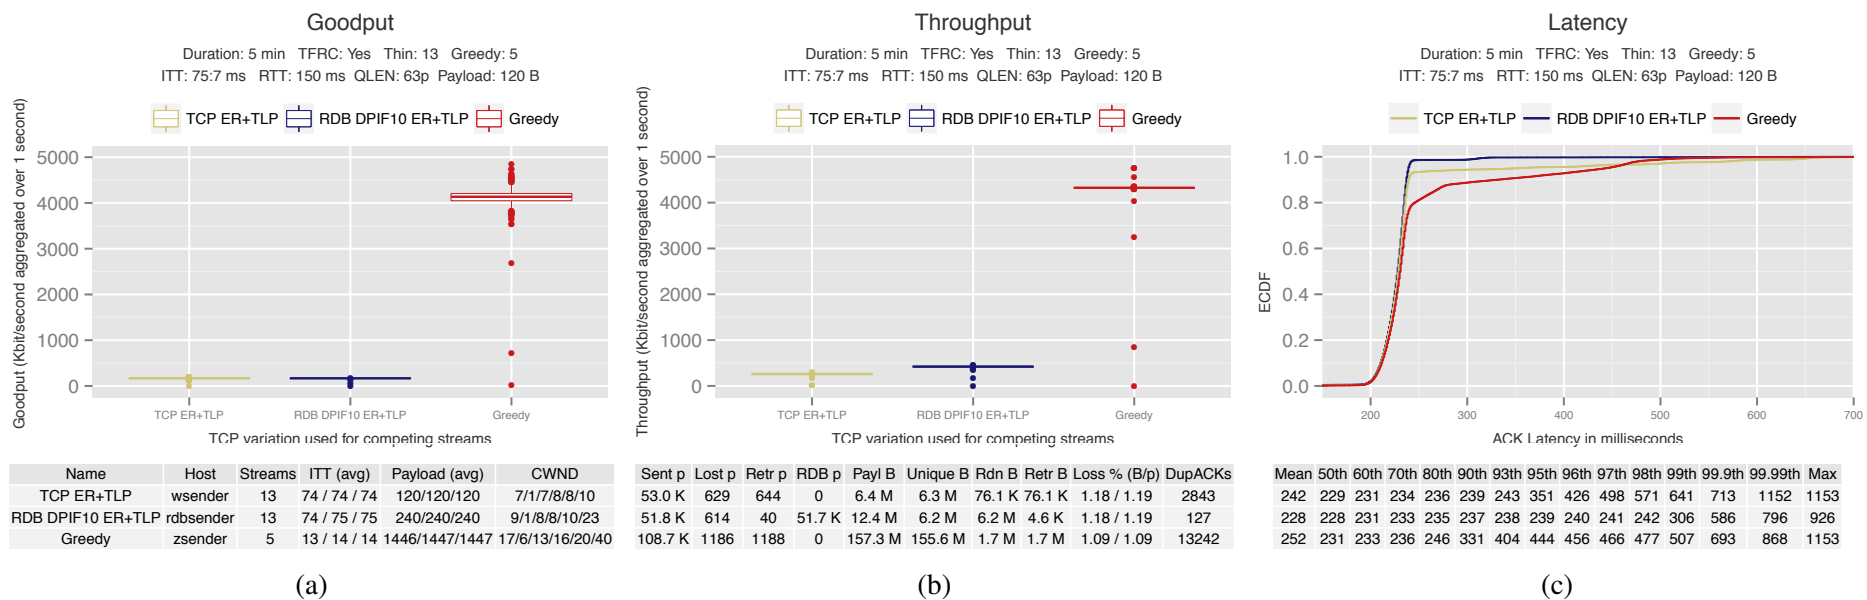 Goodput
Duration: 5 min TFRC: Yes Thin: 13 Greedy: 5
ITT: 75:7 ms RTT: 150 ms QLEN: 63p Payload: 120 B
TCP ER+TLP RDB DPIF10 ER+TLP Greedy
Goodput (Kbit/second aggregated over 1 second)
5000
4000
3000
2000
1000
0
TCP ER+TLP RDB DPIF10 ER+TLP Greedy
TCP variation used for competing streams
Name Host Streams ITT (avg) Payload (avg) CWND
TCP ER+TLP wsender 13 74 / 74 / 74 120/120/120 7/1/7/8/8/10
RDB DPIF10 ER+TLP rdbsender 13 74 / 75 / 75 240/240/240 9/1/8/8/10/23
Greedy zsender 5 13 / 14 / 14 1446/1447/1447 17/6/13/16/20/40
(a)
Throughput
Duration: 5 min TFRC: Yes Thin: 13 Greedy: 5
ITT: 75:7 ms RTT: 150 ms QLEN: 63p Payload: 120 B
TCP ER+TLP RDB DPIF10 ER+TLP Greedy
Throughput (Kbit/second aggregated over 1 second)
5000
4000
3000
2000
1000
0
TCP ER+TLP RDB DPIF10 ER+TLP Greedy
TCP variation used for competing streams
Sent p Lost p Retr p RDB p Payl B Unique B Rdn B Retr B Loss % (B/p) DupACKs
53.0 K 629 644 0 6.4 M 6.3 M 76.1 K 76.1 K 1.18 / 1.19 2843
51.8 K 614 40 51.7 K 12.4 M 6.2 M 6.2 M 4.6 K 1.18 / 1.19 127
108.7 K 1186 1188 0 157.3 M 155.6 M 1.7 M 1.7 M 1.09 / 1.09 13242
(b)
Latency
Duration: 5 min TFRC: Yes Thin: 13 Greedy: 5
ITT: 75:7 ms RTT: 150 ms QLEN: 63p Payload: 120 B
TCP ER+TLP RDB DPIF10 ER+TLP Greedy
ECDF
1.0
0.8
0.6
0.4
0.2
0.0
200 300 400 500 600 700
ACK Latency in milliseconds
Mean 50th 60th 70th 80th 90th 93th 95th 96th 97th 98th 99th 99.9th 99.99th Max
242 229 231 234 236 239 243 351 426 498 571 641 713 1152 1153
228 228 231 233 235 237 238 239 240 241 242 306 586 796 926
252 231 233 236 246 331 404 444 456 466 477 507 693 868 1153
(c)